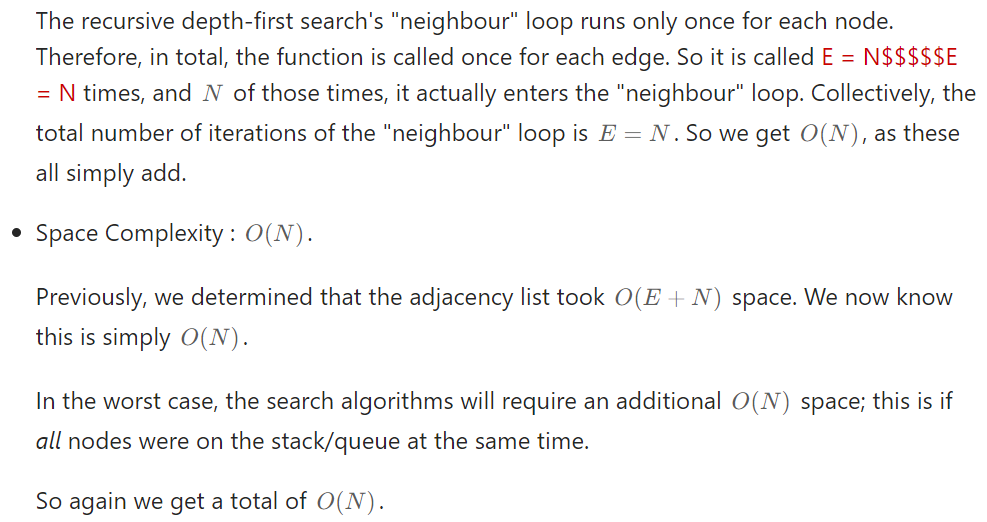 The recursive depth-first search's "neighbour" loop runs only once for each node.
Therefore, in total, the function is called once for each edge. So it is called E = N$$$$$E
= N times, and N of those times, it actually enters the "neighbour" loop. Collectively, the
total number of iterations of the "neighbour" loop is E = N. So we get O(N), as these
all simply add.
• Space Complexity : O(N).
Previously, we determined that the adjacency list took O(E + N) space. We now know
this is simply O(N).
In the worst case, the search algorithms will require an additional O(N) space; this is if
all nodes were on the stack/queue at the same time.
So again we get a total of O(N).